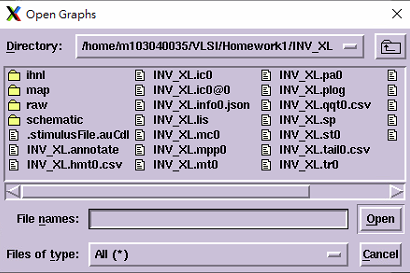 Open Graphs
Directory: /home/m103040035/VLSI/Homework1/INV_XL
ihnl
map
raw
schematic
.stimulusFile.auCdl
INV_XL.annotate
INV_XL.hmt0.csv
INV_XL.ic0
INV_XL.ic0@0
INV_XL.info0.json
INV_XL.lis
INV_XL.mc0
INV_XL.mpp0
INV_XL.mt0
INV_XL.pa0
INV_XL.plog
INV_XL.qqt0.csv
INV_XL.sp
INV_XL.st0
INV_XL.tail0.csv
INV_XL.tr0
File names:
Open
Files of type: All (*)
Cancel